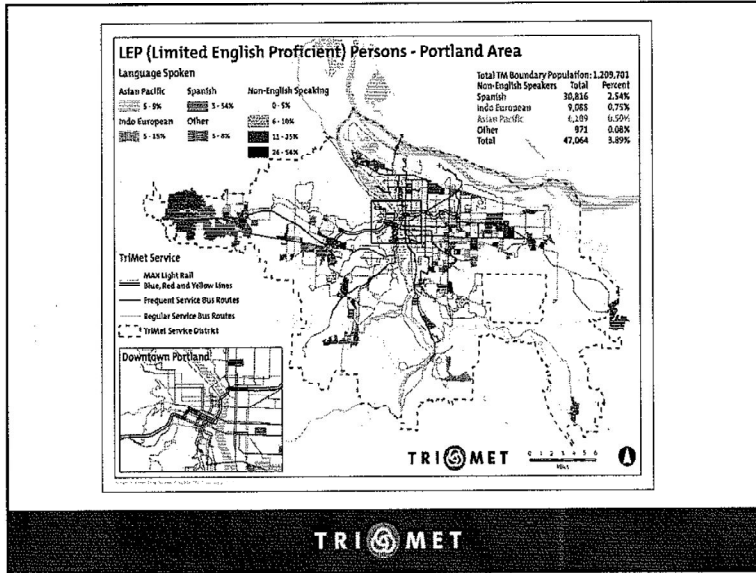 LEP (Limited English Proficient) Persons - Portland Area
Language Spoken
Asian Pacific
5 - 9%
Spanish
5 - 54%
Indo European
5 - 15%
Other
5 - 8%
Non-English Speaking
0 - 5%
6 - 10%
11 - 25%
26 - 54%
Total TM Boundary Population: 1,209,701
Non-English Speakers Total Percent
Spanish 30,816 2.54%
Indo European 9,088 0.75%
Asian Pacific
Other 971 0.08%
Total 47,064 3.89%
TriMet Service
MAX Light Rail
Blue, Red and Yellow Lines
Frequent Service Bus Routes
Regular Service Bus Routes
TriMet Service District
Downtown Portland
TRI MET
0 1 2 3 4 5 6
Miles
TRI MET